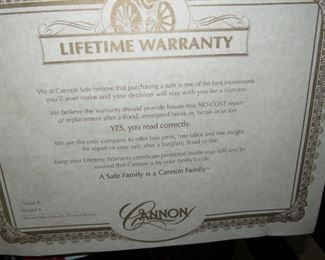 LIFETIME WARRANTY
We at Cannon Safe believe that purchasing a safe is one of the best investments
you'll ever make and your decision will stay with you for a lifetime.
We believe the warranty should provide hassle-free NO-COST repair
or replacement after a flood, attempted break-in, break-in or fire.
YES, you read correctly.
We are the only company to offer free parts, free labor and free freight
for repair of your safe after a burglary, flood or fire.
Keep your Lifetime Warranty certificate protected inside your safe and be
assured that Cannon is by your family's side.
A Safe Family is a Cannon Family™
Serial #
Model #
CANNON